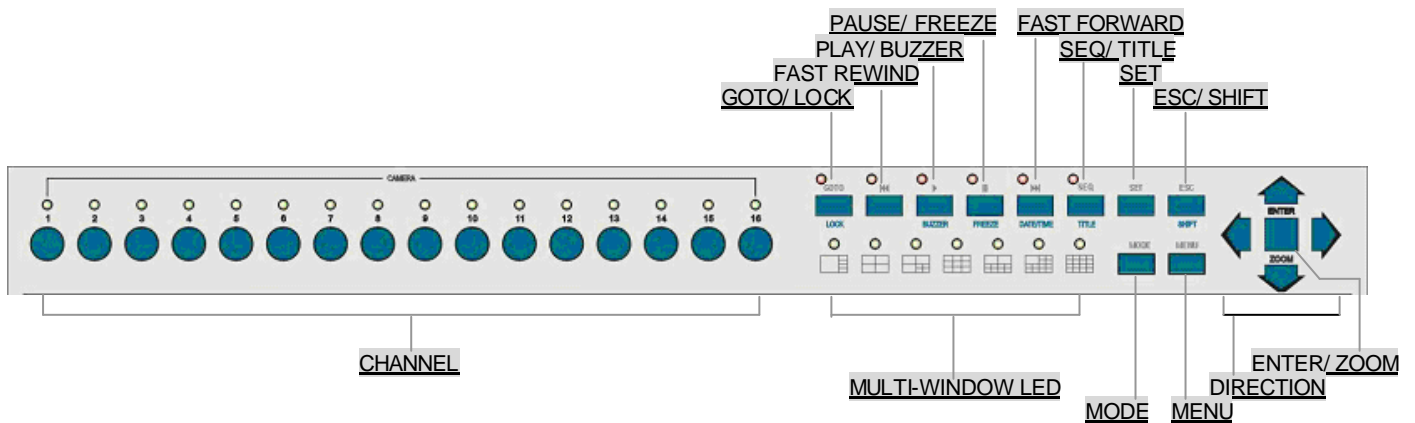 PAUSE/ FREEZE FAST FORWARD
PLAY/ BUZZER SEQ/ TITLE
FAST REWIND SET
GOTO/ LOCK ESC/ SHIFT
CAMERA
GOTO SEQ SET ESC
1 2 3 4 5 6 7 8 9 10 11 12 13 14 15 16
ENTER
LOCK BUZZER FREEZE DATE/TIME TITLE SHIFT
MODE MENU
ZOOM
CHANNEL
ENTER/ ZOOM
MULTI-WINDOW LED
DIRECTION
MODE MENU